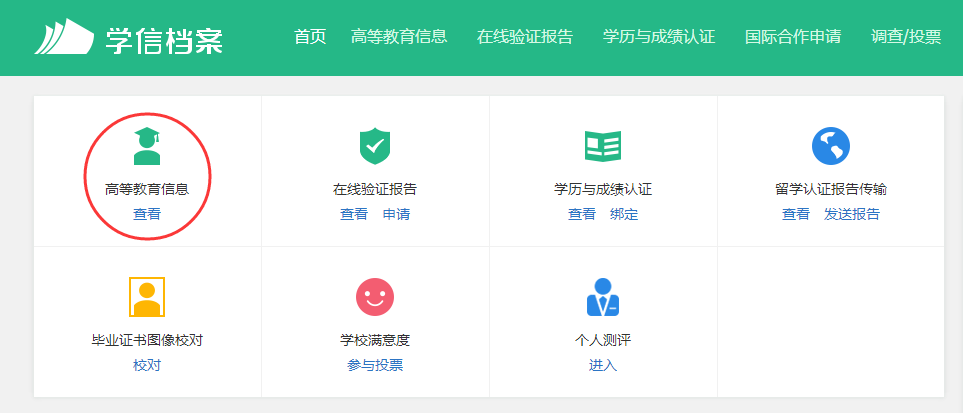 学信档案
首页 高等教育信息 在线验证报告 学历与成绩认证 国际合作申请 调查/投票
高等教育信息 在线验证报告 学历与成绩认证 留学认证报告传输
查看 查看 申请 查看 绑定 查看 发送报告
毕业证书图像校对 学校满意度 个人测评
校对 参与投票 进入